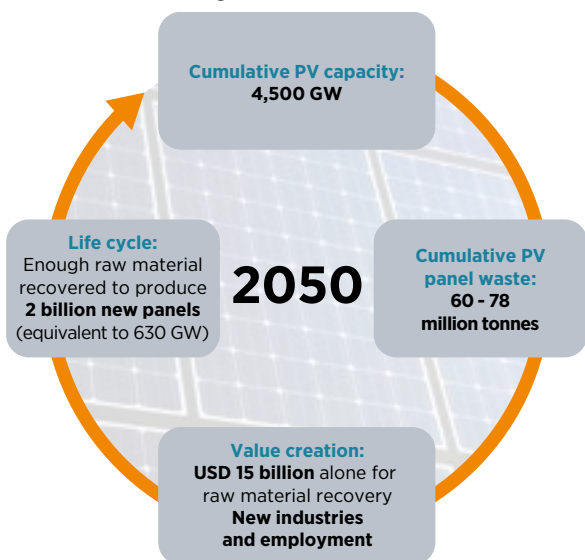 Cumulative PV capacity:
4,500 GW
Life cycle:
Enough raw material
recovered to produce
2 billion new panels
(equivalent to 630 GW)
2050
Cumulative PV
panel waste:
60 - 78
million tonnes
Value creation:
USD 15 billion alone for
raw material recovery
New industries
and employment